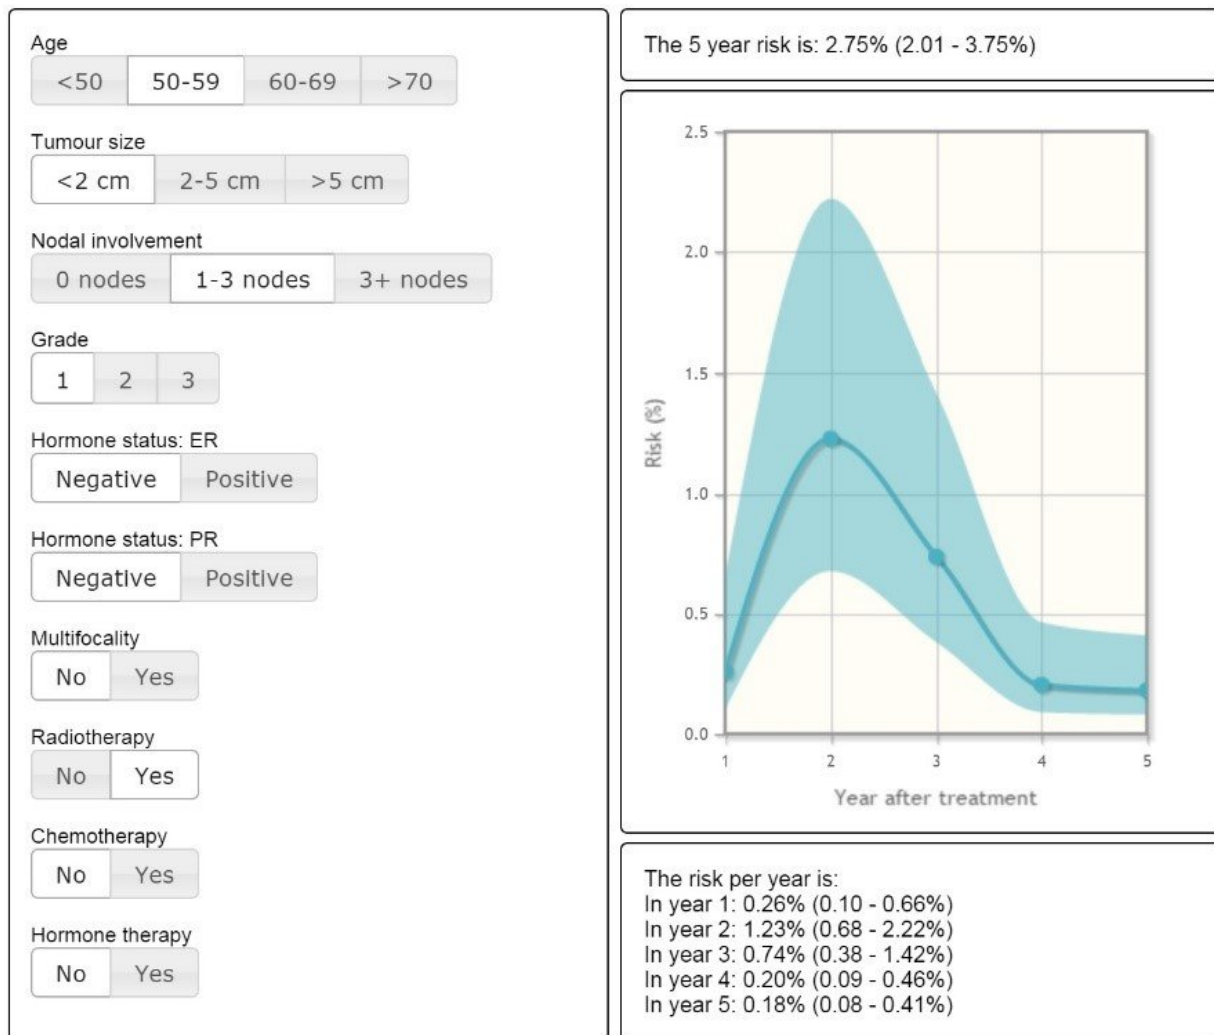 Age
<50 50-59 60-69 >70
Tumour size
<2 cm 2-5 cm >5 cm
Nodal involvement
0 nodes 1-3 nodes 3+ nodes
Grade
1 2 3
Hormone status: ER
Negative Positive
Hormone status: PR
Negative Positive
Multifocality
No Yes
Radiotherapy
No Yes
Chemotherapy
No Yes
Hormone therapy
No Yes
The 5 year risk is: 2.75% (2.01 - 3.75%)
2.5
2.0
1.5
1.0
0.5
0.0
Risk (%)
1 2 3 4 5
Year after treatment
The risk per year is:
In year 1: 0.26% (0.10 - 0.66%)
In year 2: 1.23% (0.68 - 2.22%)
In year 3: 0.74% (0.38 - 1.42%)
In year 4: 0.20% (0.09 - 0.46%)
In year 5: 0.18% (0.08 - 0.41%)